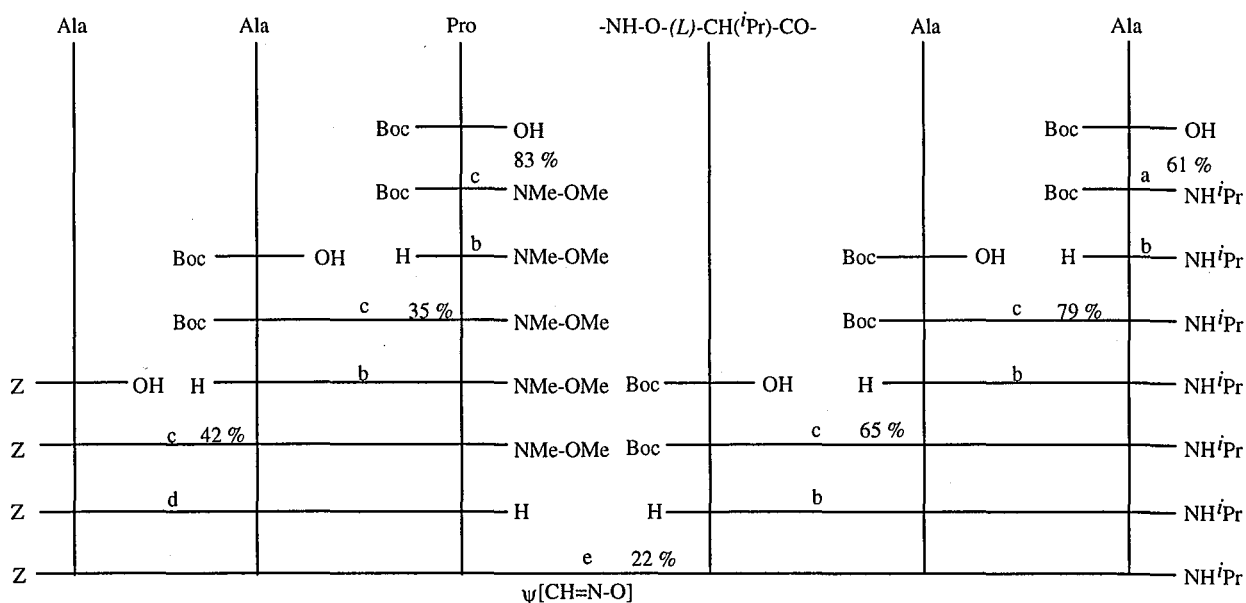 Ala Ala Pro -NH-O-(L)-CH(iPr)-CO- Ala Ala
Boc OH Boc OH
83 % 61 %
Boc c NMe-OMe Boc a NHiPr
Boc OH H b NMe-OMe Boc OH H b NHiPr
Boc c 35 % NMe-OMe Boc c 79 % NHiPr
Z OH H b NMe-OMe Boc OH H b NHiPr
Z c 42 % NMe-OMe Boc c 65 % NHiPr
Z d H H b NHiPr
Z e 22 % NHiPr
ψ[CH=N-O]